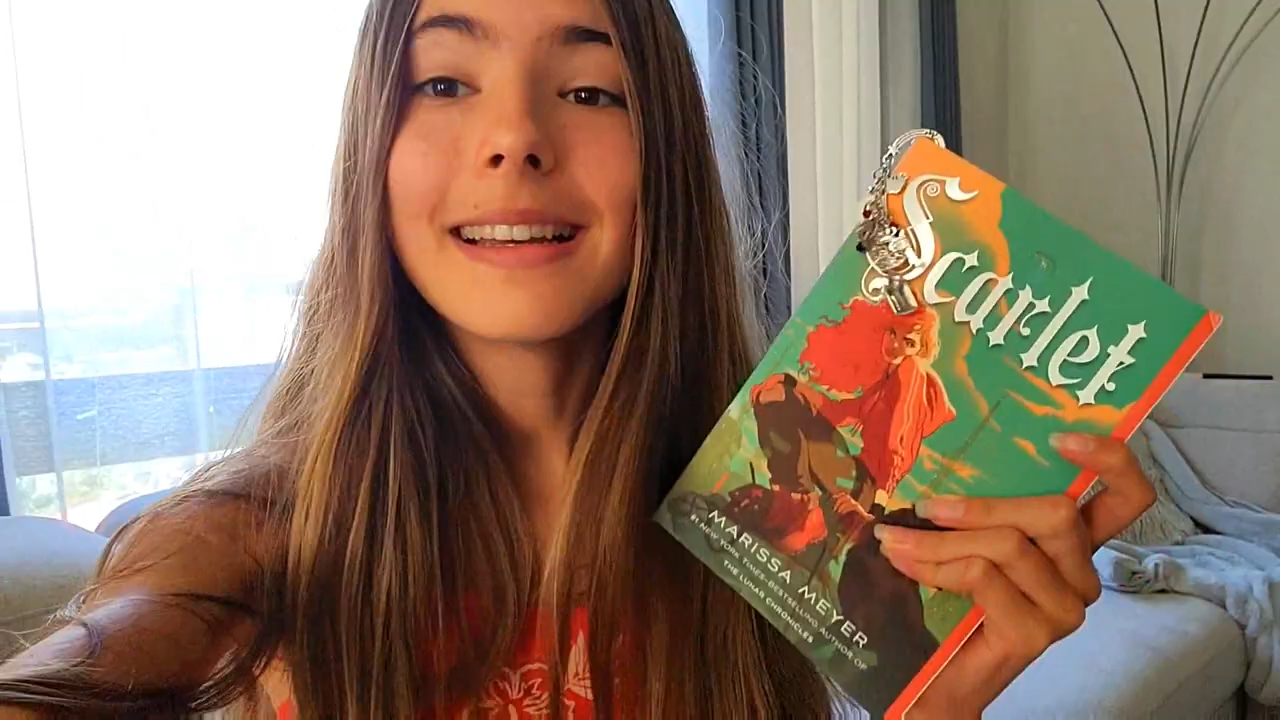 Scarlet
MARISSA MEYER
#1 NEW YORK TIMES-BESTSELLING AUTHOR OF
THE LUNAR CHRONICLES